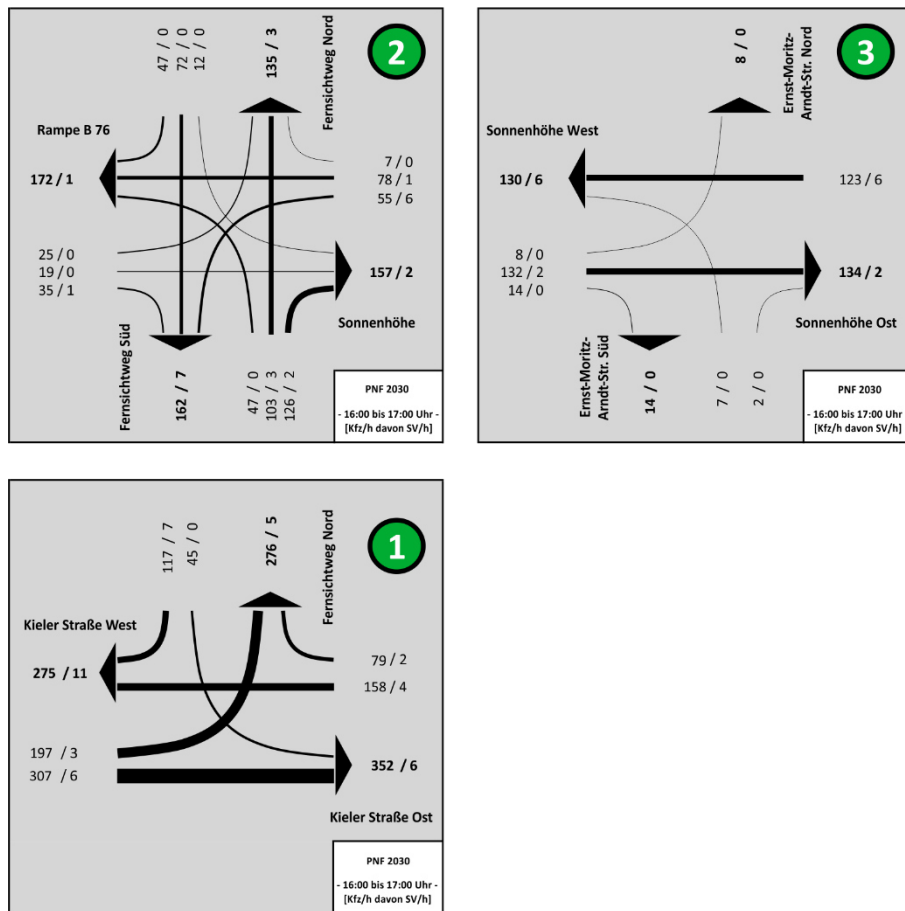 47 / 0
72 / 0
12 / 0
135 / 3
Fernsichtweg Nord
2
Rampe B 76
172 / 1
7 / 0
78 / 1
55 / 6
25 / 0
19 / 0
35 / 1
157 / 2
Sonnenhöhe
Fernsichtweg Süd
162 / 7
47 / 0
103 / 3
126 / 2
PNF 2030
- 16:00 bis 17:00 Uhr -
[Kfz/h davon SV/h]
8 / 0
Ernst-Moritz-
Arndt-Str. Nord
3
Sonnenhöhe West
130 / 6
123 / 6
8 / 0
132 / 2
14 / 0
134 / 2
Sonnenhöhe Ost
Ernst-Moritz-
Arndt-Str. Süd
14 / 0
7 / 0
2 / 0
PNF 2030
- 16:00 bis 17:00 Uhr -
[Kfz/h davon SV/h]
117 / 7
45 / 0
276 / 5
Fernsichtweg Nord
1
Kieler Straße West
275 / 11
79 / 2
158 / 4
197 / 3
307 / 6
352 / 6
Kieler Straße Ost
PNF 2030
- 16:00 bis 17:00 Uhr -
[Kfz/h davon SV/h]